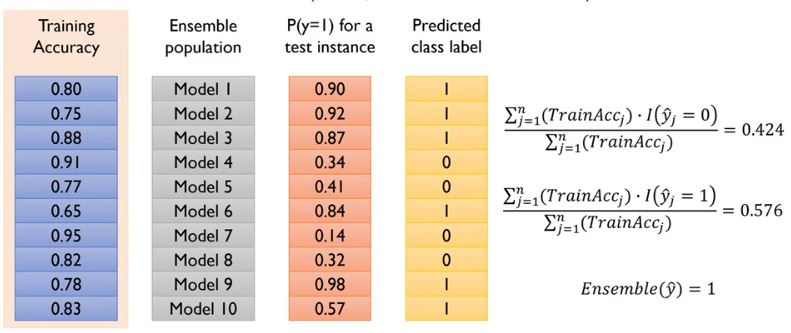 Training Accuracy | Ensemble population | P(y=1) for a test instance | Predicted class label
0.80 | Model 1 | 0.90 | 1
0.75 | Model 2 | 0.92 | 1
0.88 | Model 3 | 0.87 | 1
0.91 | Model 4 | 0.34 | 0
0.77 | Model 5 | 0.41 | 0
0.65 | Model 6 | 0.84 | 1
0.95 | Model 7 | 0.14 | 0
0.82 | Model 8 | 0.32 | 0
0.78 | Model 9 | 0.98 | 1
0.83 | Model 10 | 0.57 | 1
\frac{\sum_{j=1}^{n}(TrainAcc_j) \cdot I(\hat{y}_j = 0)}{\sum_{j=1}^{n}(TrainAcc_j)} = 0.424
\frac{\sum_{j=1}^{n}(TrainAcc_j) \cdot I(\hat{y}_j = 1)}{\sum_{j=1}^{n}(TrainAcc_j)} = 0.576
Ensemble(ŷ) = 1